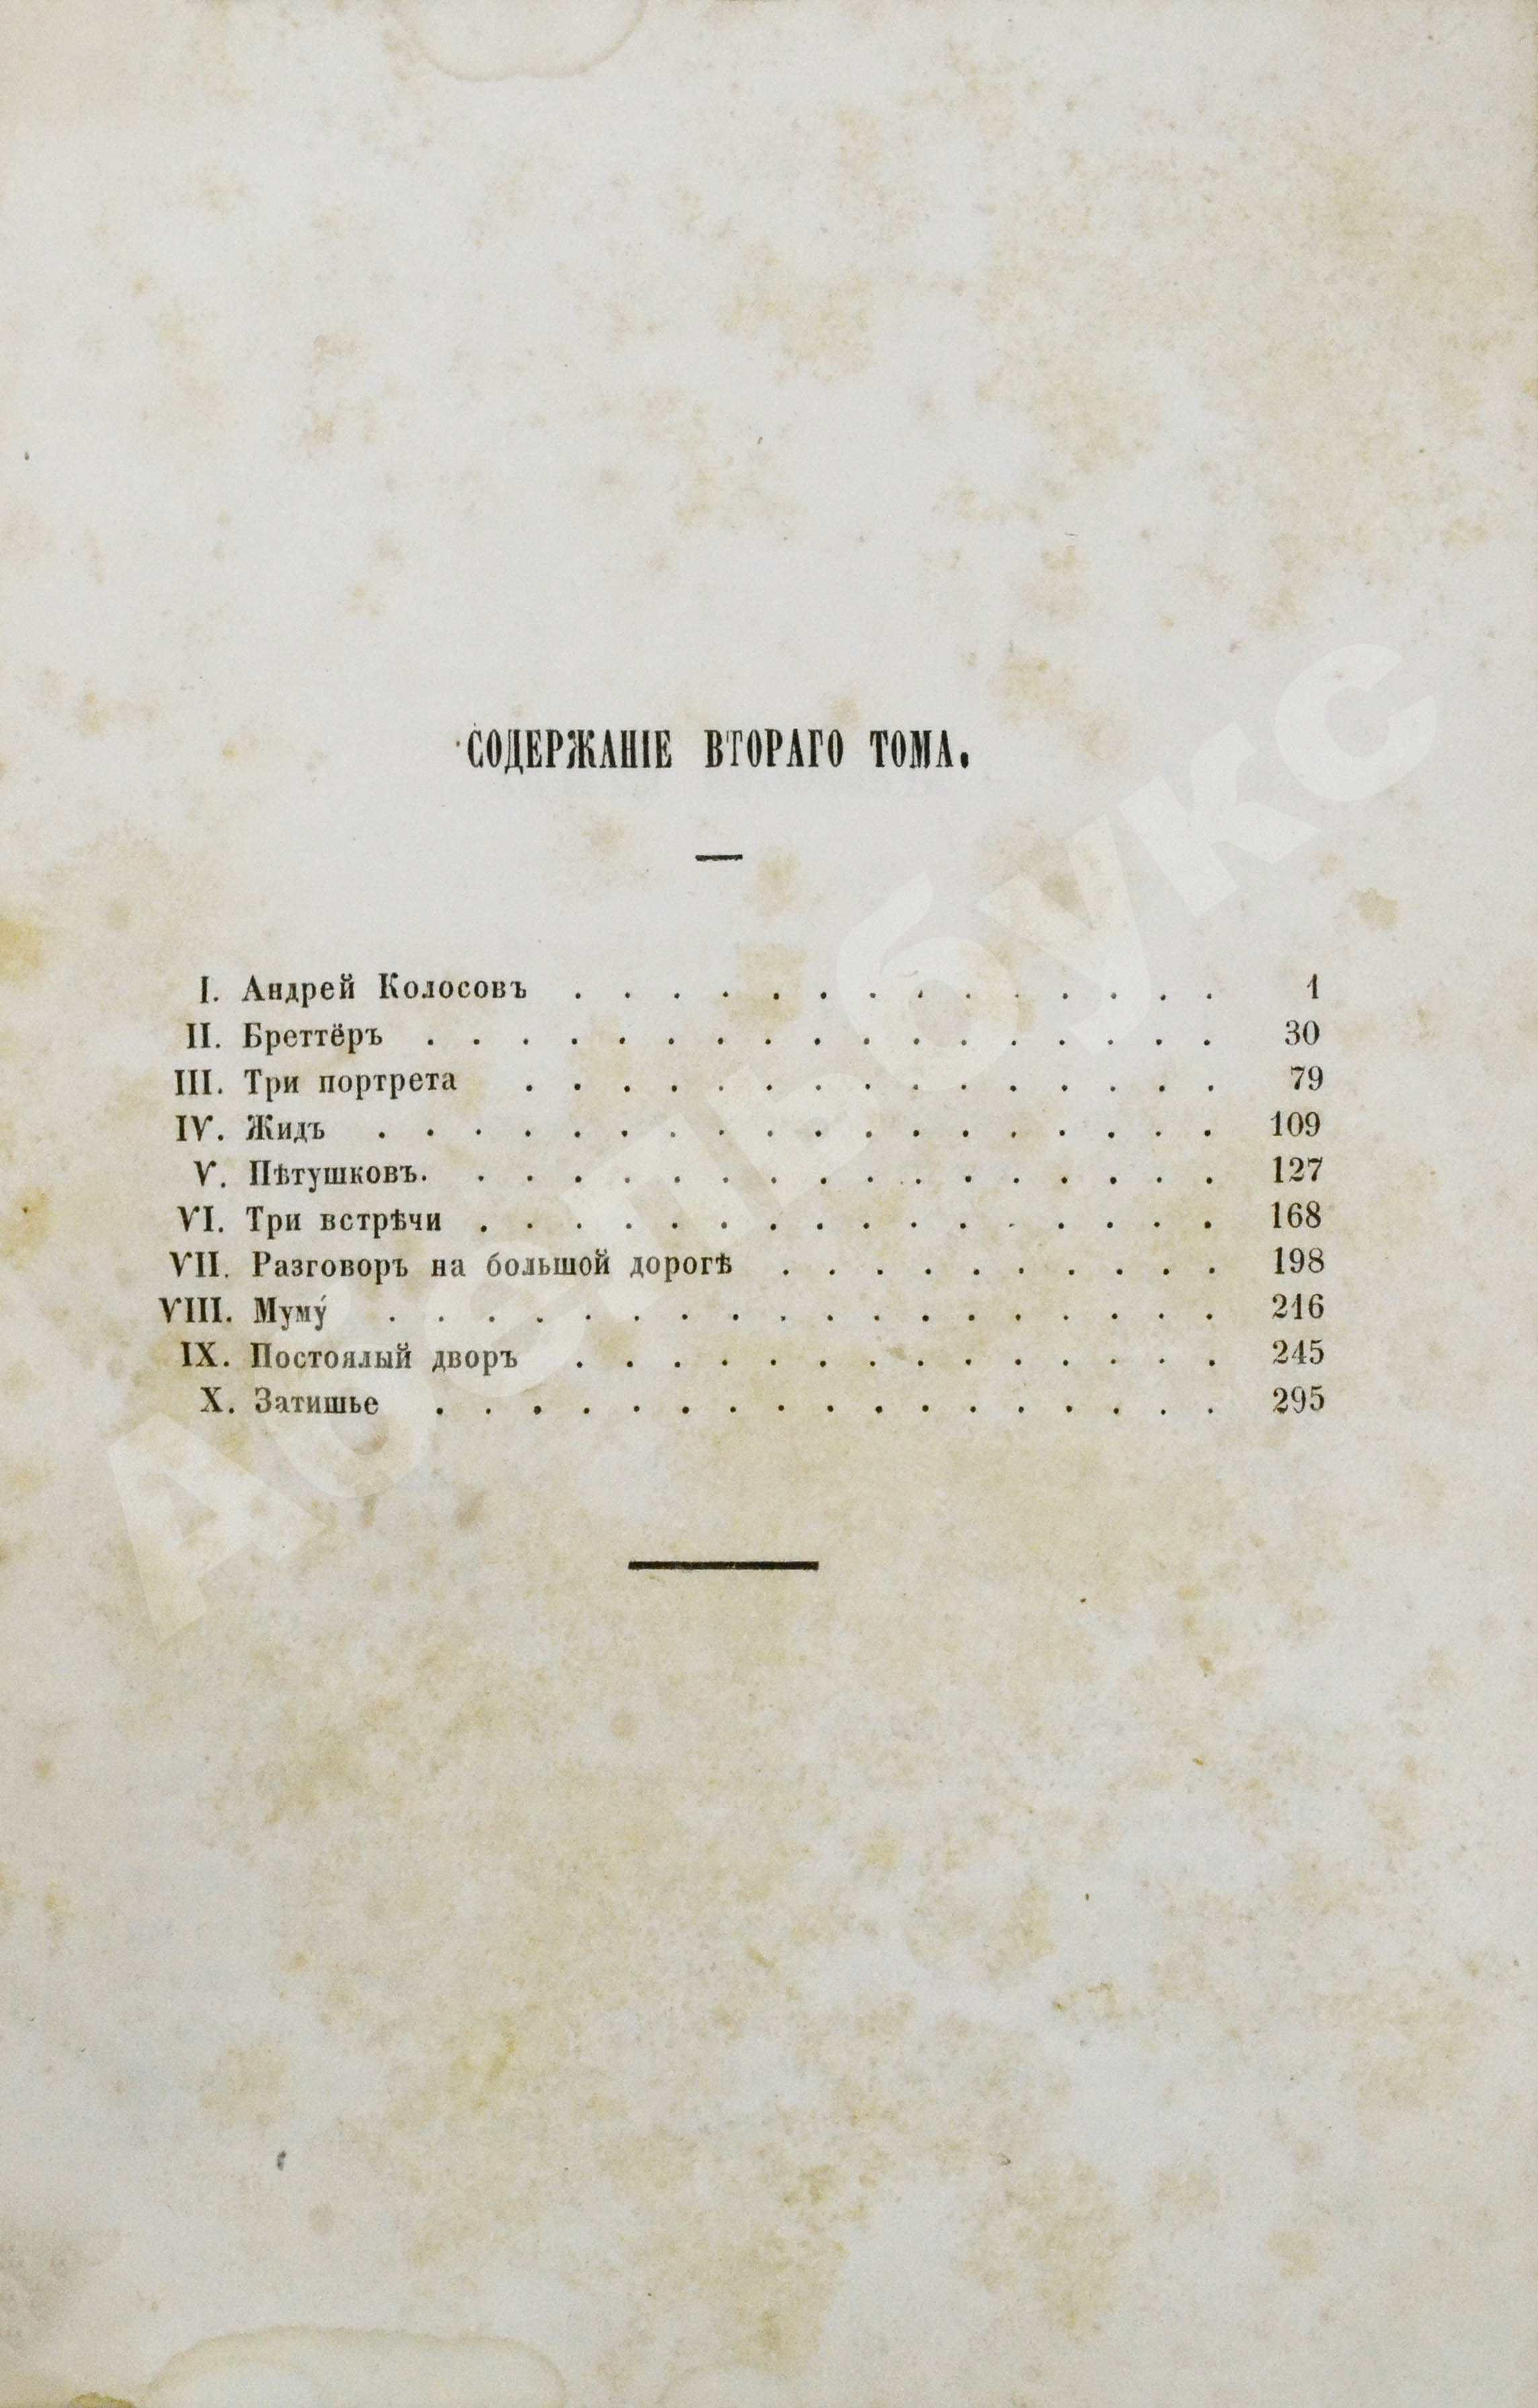 СОДЕРЖАНІЕ ВТОРАГО ТОМА.
I. Андрей Колосовъ . . . . . . . . . . . . . . 1
II. Бреттёръ . . . . . . . . . . . . . . . . . 30
III. Три портрета . . . . . . . . . . . . . . . 79
IV. Жидъ . . . . . . . . . . . . . . . . . . 109
V. Пѣтушковъ. . . . . . . . . . . . . . . . . 127
VI. Три встрѣчи . . . . . . . . . . . . . . . . 168
VII. Разговоръ на большой дорогѣ . . . . . . . . . . 198
VIII. Муму́ . . . . . . . . . . . . . . . . . . 216
IX. Постоялый дворъ . . . . . . . . . . . . . . 245
X. Затишье . . . . . . . . . . . . . . . . . 295
Астербукс